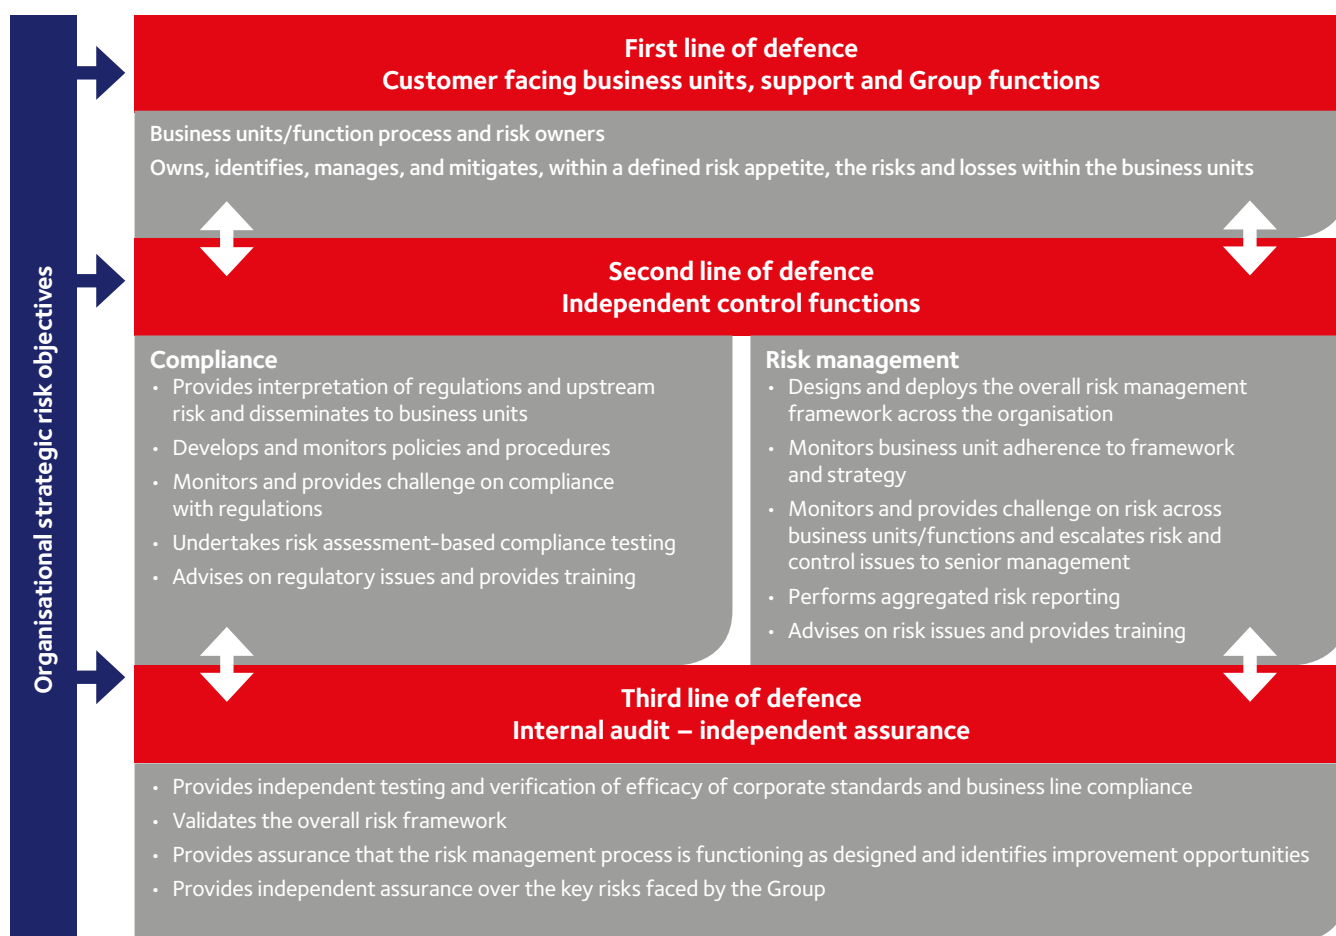 Organisational strategic risk objectives
First line of defence
Customer facing business units, support and Group functions
Business units/function process and risk owners
Owns, identifies, manages, and mitigates, within a defined risk appetite, the risks and losses within the business units
Second line of defence
Independent control functions
Compliance
• Provides interpretation of regulations and upstream
risk and disseminates to business units
• Develops and monitors policies and procedures
• Monitors and provides challenge on compliance
with regulations
• Undertakes risk assessment-based compliance testing
• Advises on regulatory issues and provides training
Risk management
• Designs and deploys the overall risk management
framework across the organisation
• Monitors business unit adherence to framework
and strategy
• Monitors and provides challenge on risk across
business units/functions and escalates risk and
control issues to senior management
• Performs aggregated risk reporting
• Advises on risk issues and provides training
Third line of defence
Internal audit – independent assurance
• Provides independent testing and verification of efficacy of corporate standards and business line compliance
• Validates the overall risk framework
• Provides assurance that the risk management process is functioning as designed and identifies improvement opportunities
• Provides independent assurance over the key risks faced by the Group